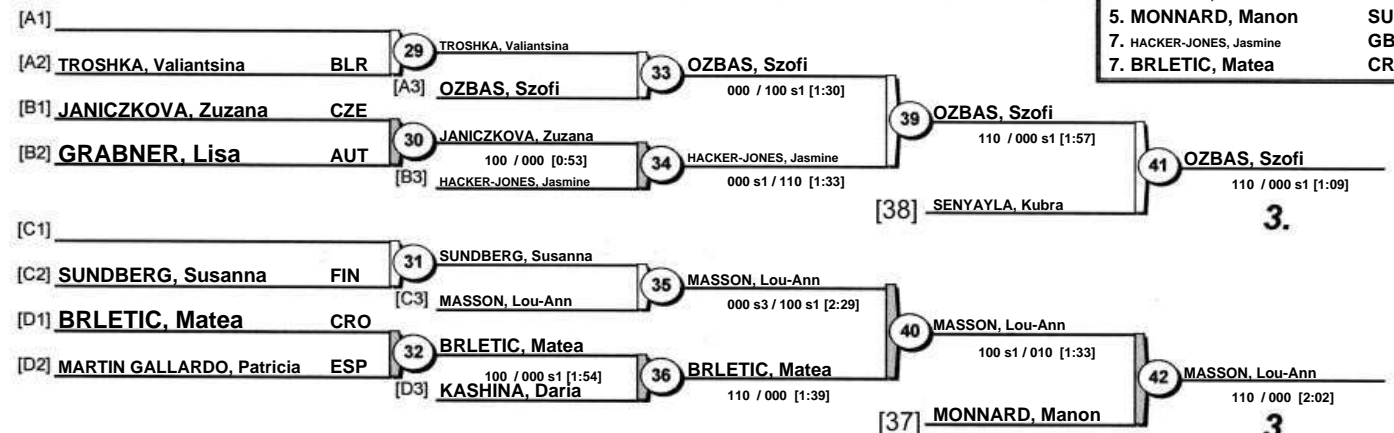 [A1]
[A2] TROSHKA, Valiantsina BLR
29
TROSHKA, Valiantsina
[A3] OZBAS, Szofi
33
OZBAS, Szofi
000 / 100 s1 [1:30]
[B1] JANICZKOVA, Zuzana CZE
[B2] GRABNER, Lisa AUT
30
JANICZKOVA, Zuzana
100 / 000 [0:53]
[B3] HACKER-JONES, Jasmine
34
HACKER-JONES, Jasmine
000 s1 / 110 [1:33]
39
OZBAS, Szofi
110 / 000 s1 [1:57]
[38] SENYAYLA, Kubra
41
OZBAS, Szofi
110 / 000 s1 [1:09]
3.
[C1]
[C2] SUNDBERG, Susanna FIN
31
SUNDBERG, Susanna
[C3] MASSON, Lou-Ann
35
MASSON, Lou-Ann
000 s3 / 100 s1 [2:29]
[D1] BRLETIC, Matea CRO
[D2] MARTIN GALLARDO, Patricia ESP
32
BRLETIC, Matea
100 / 000 s1 [1:54]
[D3] KASHINA, Daria
36
BRLETIC, Matea
110 / 000 [1:39]
40
MASSON, Lou-Ann
100 s1 / 010 [1:33]
[37] MONNARD, Manon
42
MASSON, Lou-Ann
110 / 000 [2:02]
3
5. MONNARD, Manon SU
7. HACKER-JONES, Jasmine GB
7. BRLETIC, Matea CR